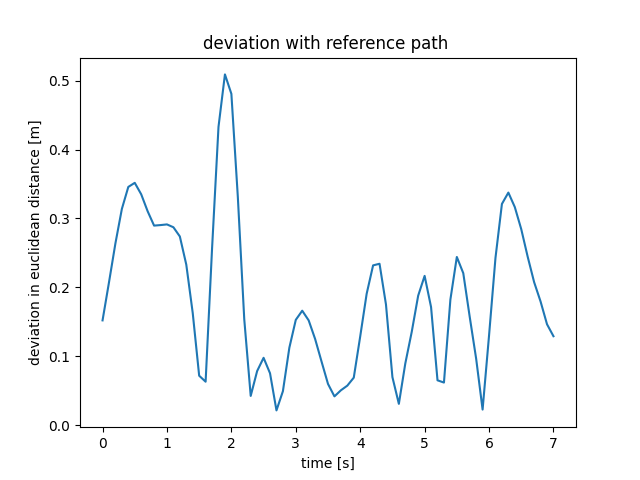 deviation with reference path
deviation in euclidean distance [m]
0.5
0.4
0.3
0.2
0.1
0.0
0 1 2 3 4 5 6 7
time [s]